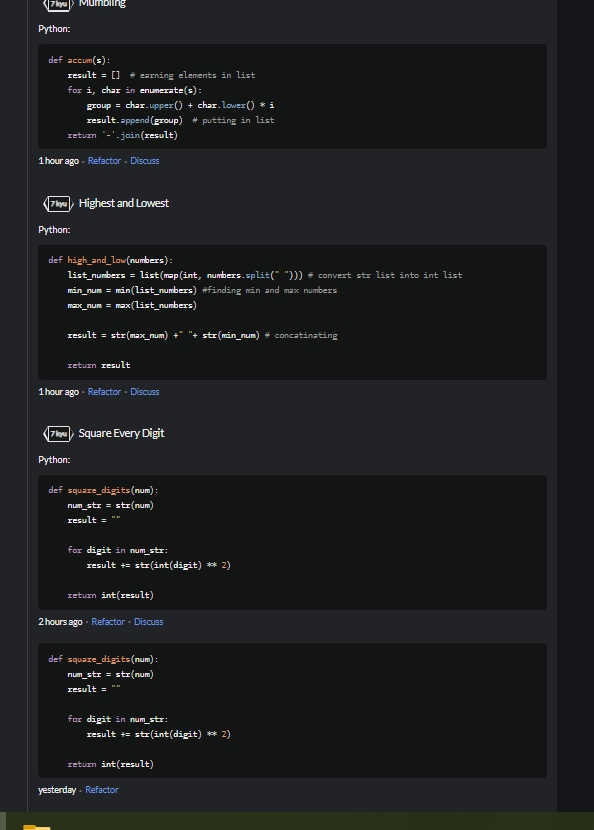 7 kyu Mumbling
Python:
def accum(s):
    result = []  # earning elements in list
    for i, char in enumerate(s):
        group = char.upper() + char.lower() * i
        result.append(group)  # putting in list
    return '-'.join(result)
1 hour ago - Refactor - Discuss
7 kyu Highest and Lowest
Python:
def high_and_low(numbers):
    list_numbers = list(map(int, numbers.split(" "))) # convert str list into int list
    min_num = min(list_numbers) #finding min and max numbers
    max_num = max(list_numbers)
    result = str(max_num) +" "+ str(min_num) # concatinating
    return result
1 hour ago - Refactor - Discuss
7 kyu Square Every Digit
Python:
def square_digits(num):
    num_str = str(num)
    result = ""
    for digit in num_str:
        result += str(int(digit) ** 2)
    return int(result)
2 hours ago - Refactor - Discuss
def square_digits(num):
    num_str = str(num)
    result = ""
    for digit in num_str:
        result += str(int(digit) ** 2)
    return int(result)
yesterday - Refactor